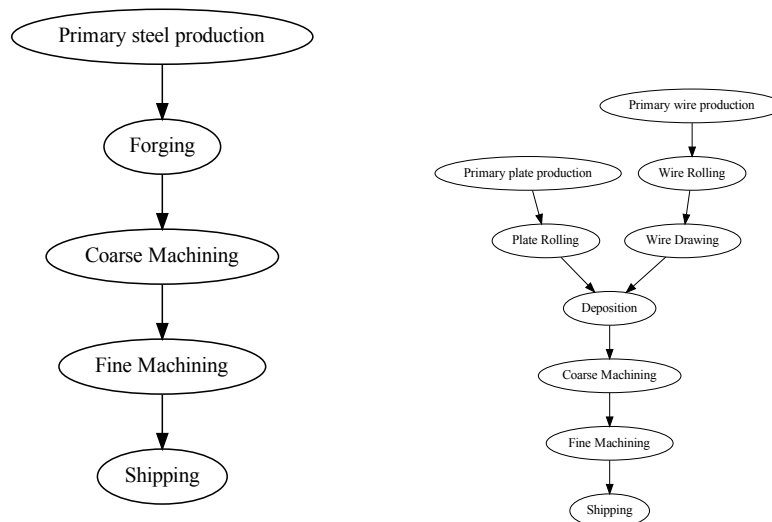 Primary steel production
Forging
Coarse Machining
Fine Machining
Shipping
Primary wire production
Primary plate production
Wire Rolling
Plate Rolling
Wire Drawing
Deposition
Coarse Machining
Fine Machining
Shipping